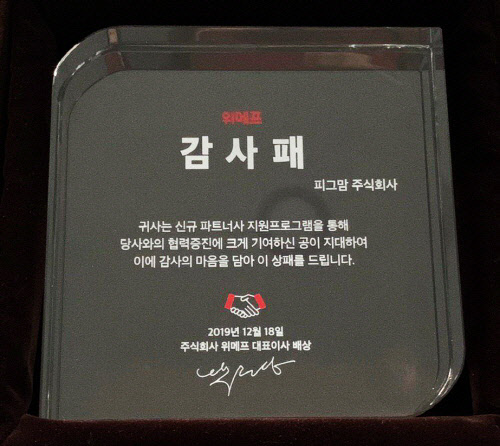 위메프
감사패
피그맘 주식회사
귀사는 신규 파트너사 지원프로그램을 통해
당사와의 협력증진에 크게 기여하신 공이 지대하여
이에 감사의 마음을 담아 이 상패를 드립니다.
2019년 12월 18일
주식회사 위메프 대표이사 배상